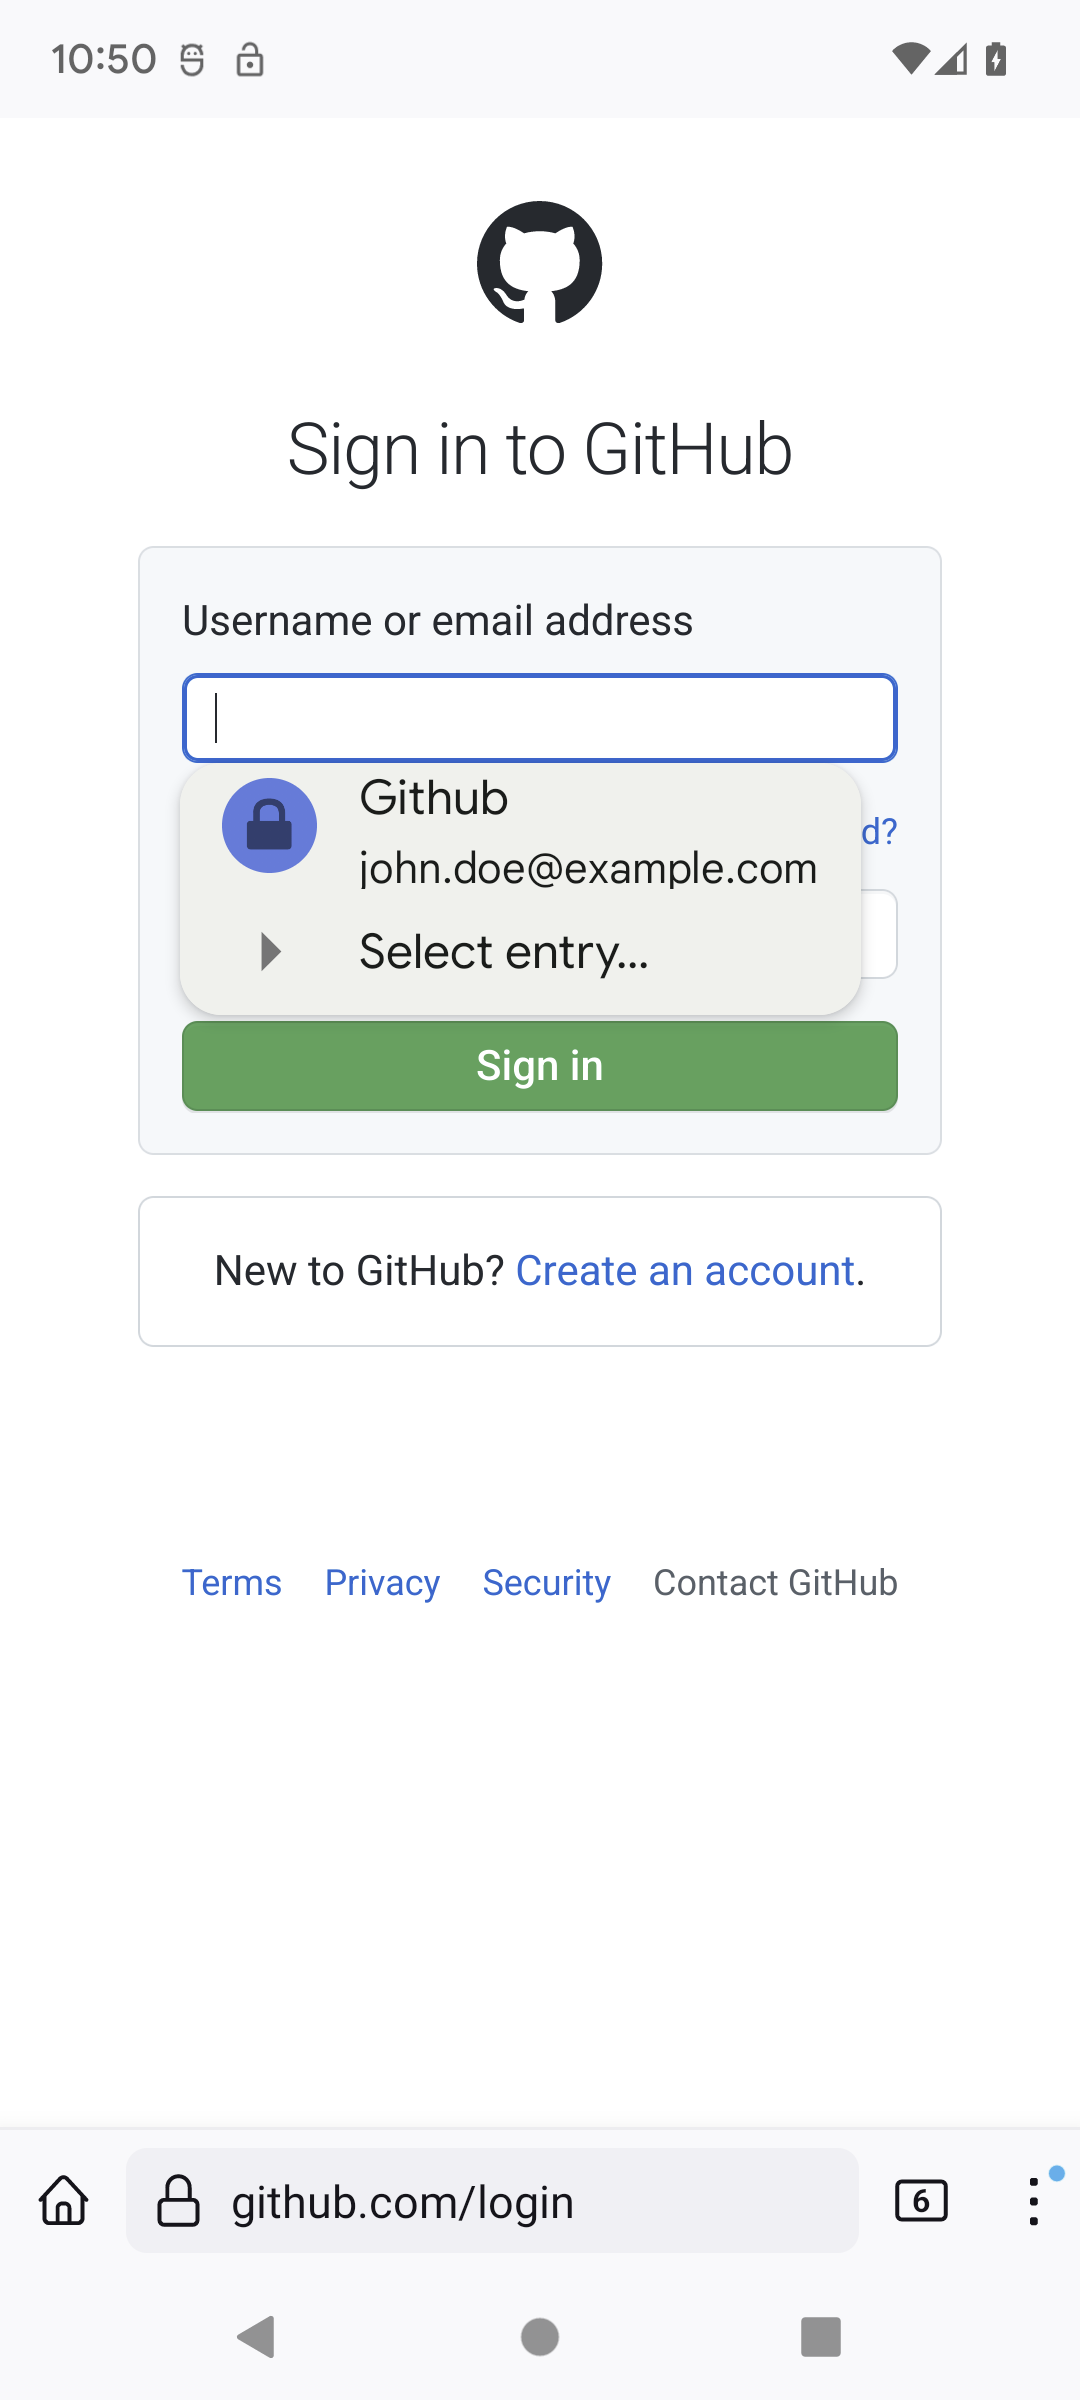 10:50
Sign in to GitHub
Username or email address
Github
john.doe@example.com
d?
Select entry...
Sign in
New to GitHub? Create an account.
Terms Privacy Security Contact GitHub
github.com/login
6